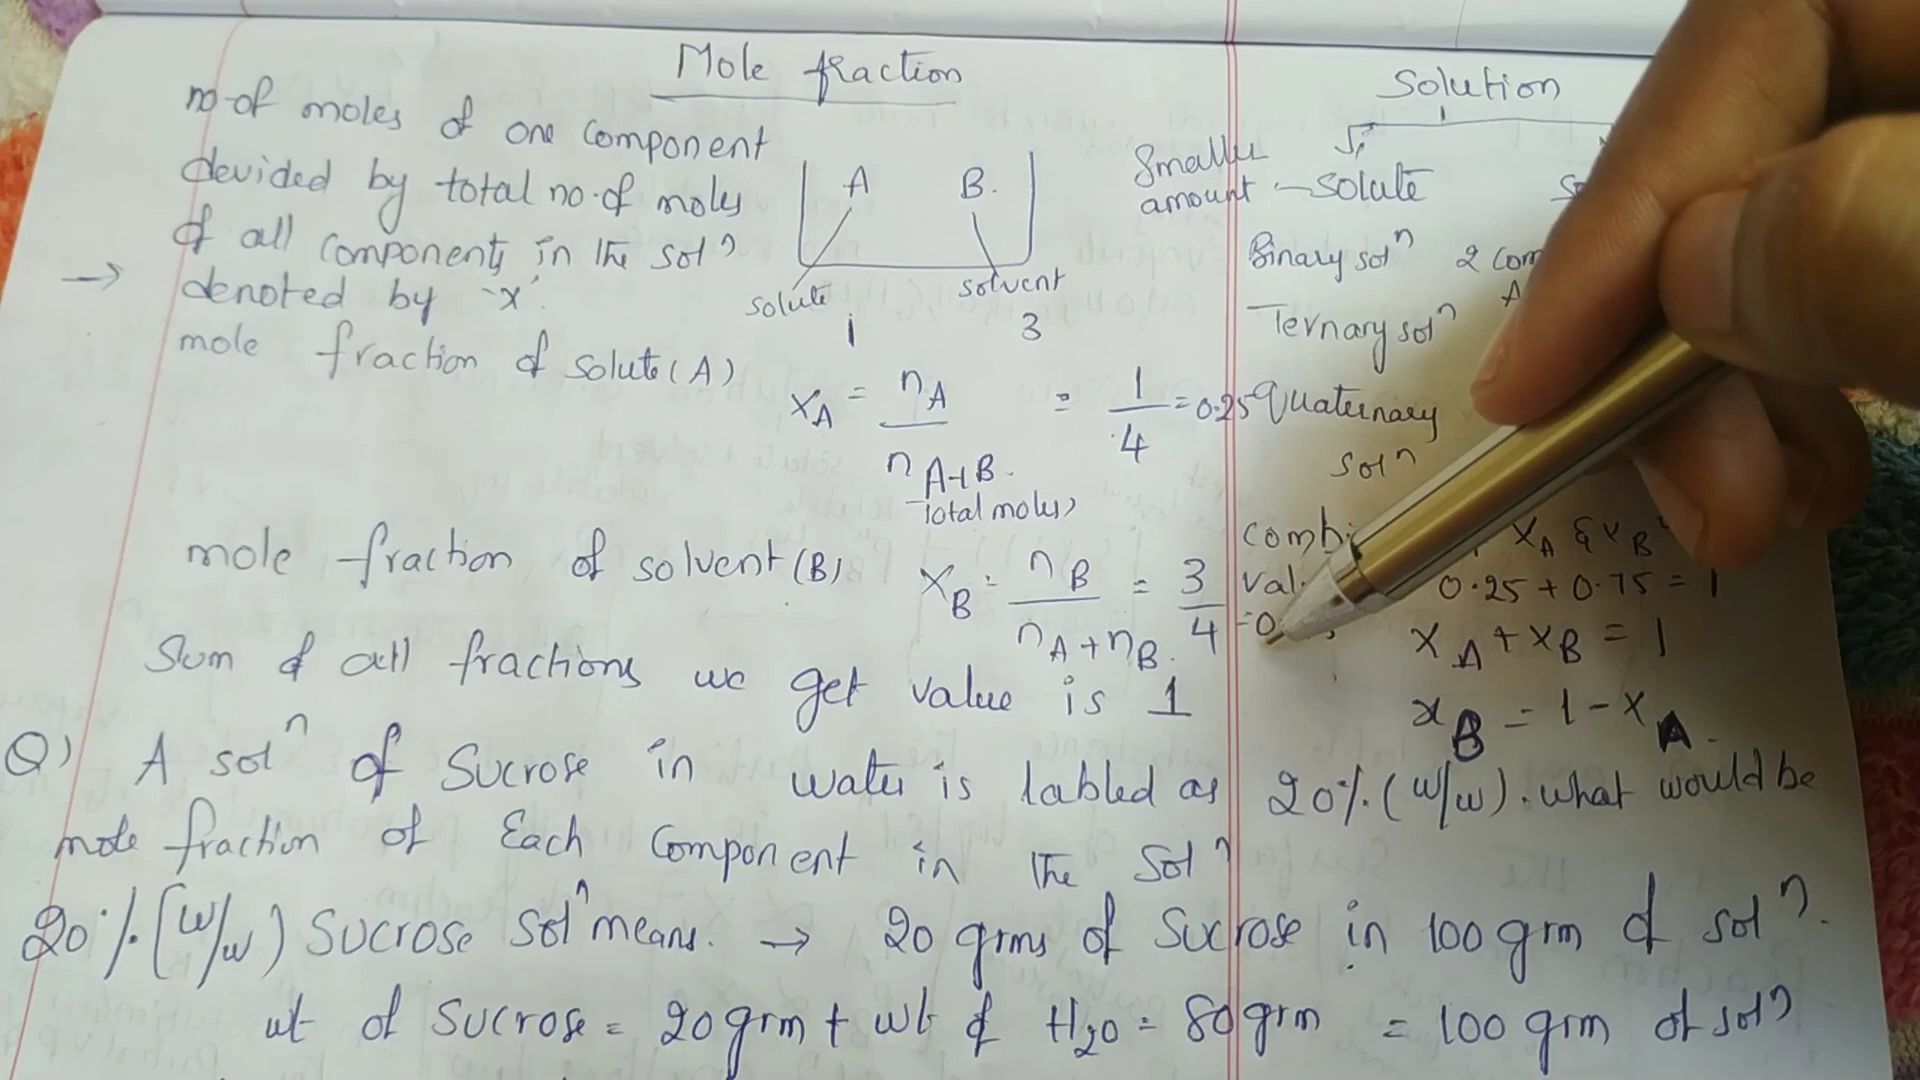 Mole fraction
no of moles of one component
devided by total no. of moles
of all components in the solⁿ
→ denoted by 'x'.
mole fraction of solute (A)
A B.
solute solvent
1 3
xA = nA / nA+B. = 1/4 = 0.25
Total moles
mole fraction of solvent (B) xB = nB / nA + nB. = 3/4
Sum of all fractions we get value is 1
Solution
Smaller
amount - solute
Binary solⁿ 2
Ternary solⁿ
Quaternary
solⁿ
xA & xB
0.25 + 0.75 = 1
xA + xB = 1
xB = 1 - xA.
Q) A solⁿ of Sucrose in water is labled as 20%. (W/W). what would be
mole fraction of Each Component in the Solⁿ
20%. (W/W) Sucrose Solⁿ means. → 20 grms of Sucrose in 100 grm of solⁿ.
wt of Sucrose = 20 grm + wt of H2O = 80 grm = 100 grm of solⁿ